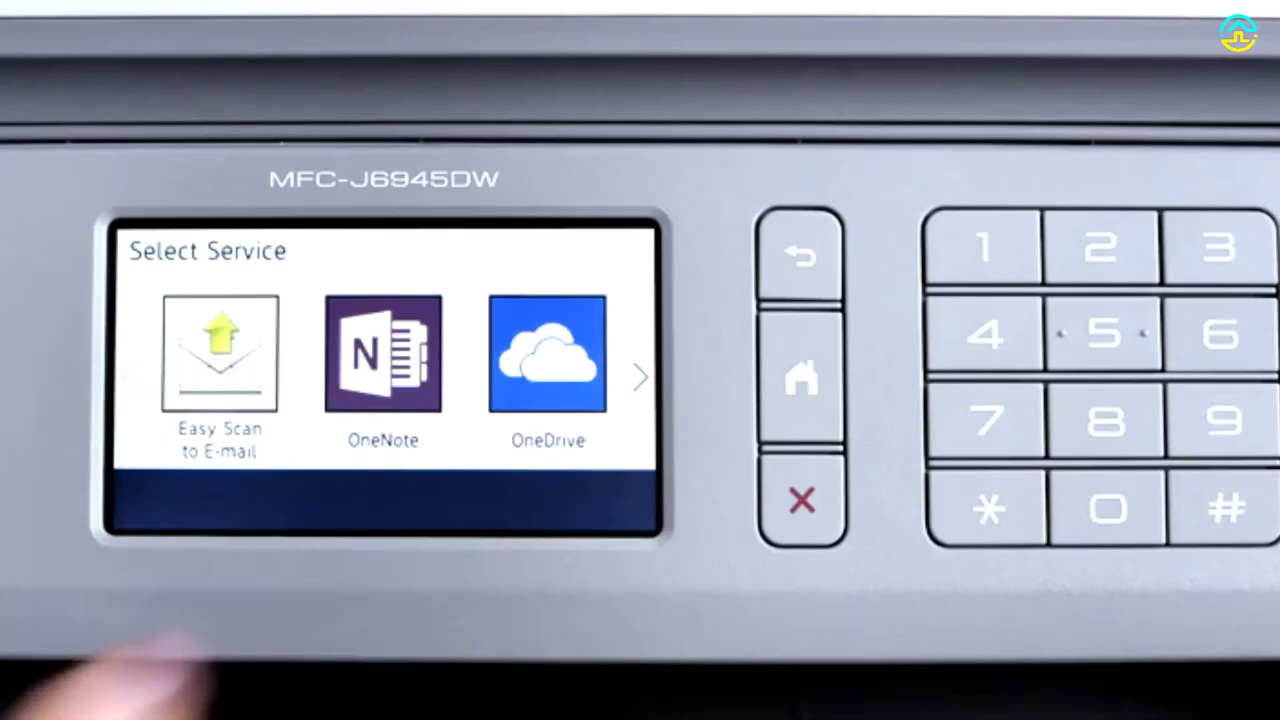 MFC-J6945DW
Select Service
N
Easy Scan
to E-mail
OneNote
OneDrive
1 2 3
4 5 6
7 8 9
* 0 #